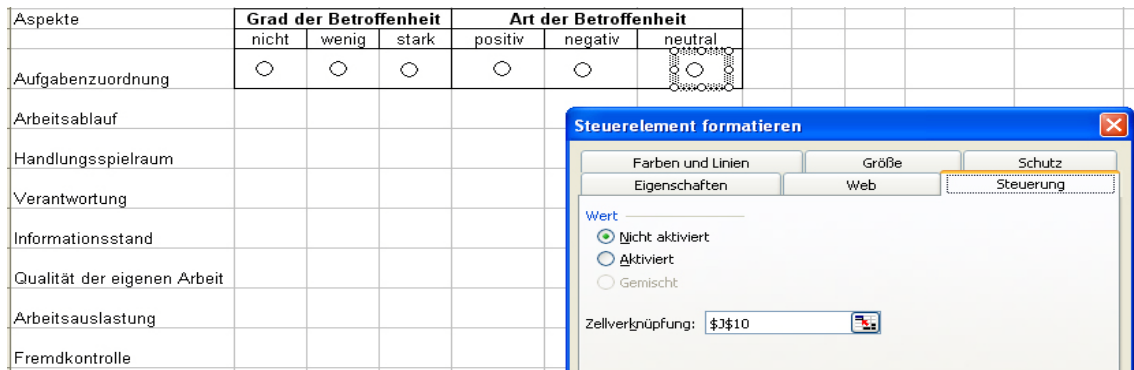 Aspekte Grad der Betroffenheit Art der Betroffenheit
nicht wenig stark positiv negativ neutral
Aufgabenzuordnung
Arbeitsablauf
Handlungsspielraum
Verantwortung
Informationsstand
Qualität der eigenen Arbeit
Arbeitsauslastung
Fremdkontrolle
Steuerelement formatieren
Farben und Linien Größe Schutz
Eigenschaften Web Steuerung
Wert
Nicht aktiviert
Aktiviert
Gemischt
Zellverknüpfung: $J$10